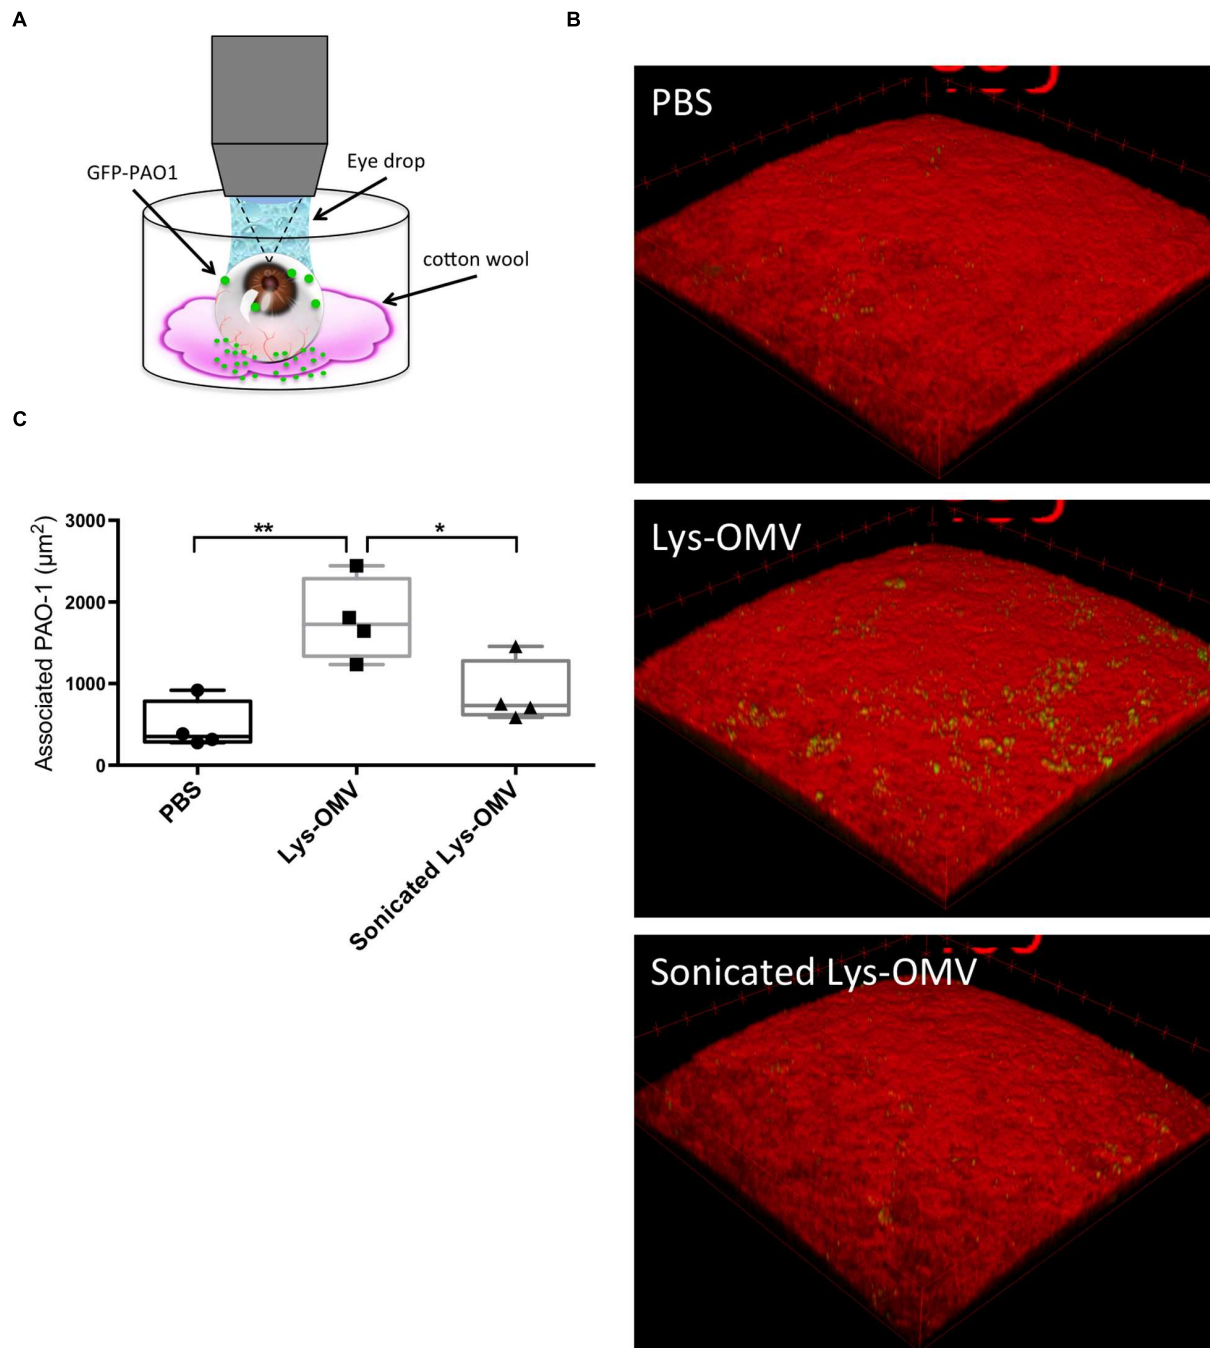 A
GFP-PAO1
Eye drop
cotton wool
B
PBS
Lys-OMV
Sonicated Lys-OMV
C
Associated PAO-1 (µm²)
3000
2000
1000
0
**
*
PBS
Lys-OMV
Sonicated Lys-OMV